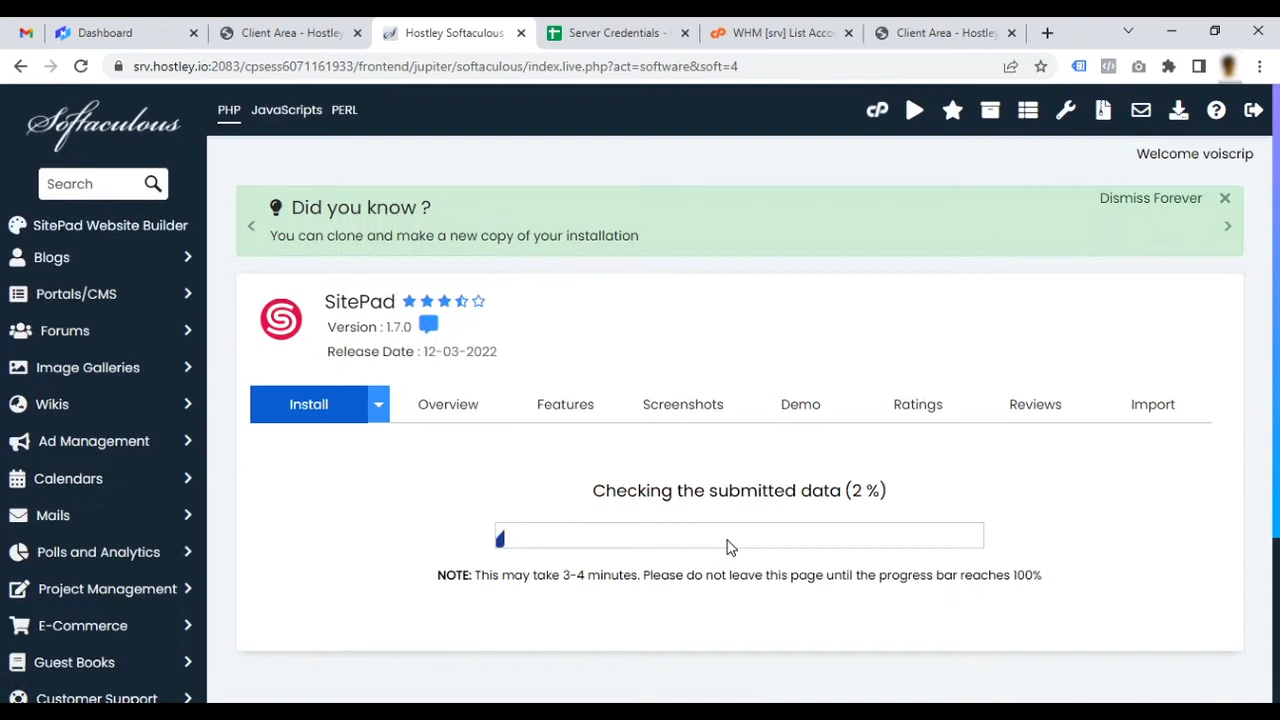 Dashboard
Client Area - Hostley
Hostley Softaculous
Server Credentials -
WHM [srv] List Acco
Client Area - Hostley
srv.hostley.io:2083/cpsess6071161933/frontend/jupiter/softaculous/index.live.php?act=software&soft=4
Softaculous
PHP
JavaScripts
PERL
Welcome voiscrip
Search
SitePad Website Builder
Blogs
Portals/CMS
Forums
Image Galleries
Wikis
Ad Management
Calendars
Mails
Polls and Analytics
Project Management
E-Commerce
Guest Books
Customer Support
Did you know ?
Dismiss Forever
You can clone and make a new copy of your installation
SitePad
Version : 1.7.0
Release Date : 12-03-2022
Install
Overview
Features
Screenshots
Demo
Ratings
Reviews
Import
Checking the submitted data (2 %)
NOTE: This may take 3-4 minutes. Please do not leave this page until the progress bar reaches 100%